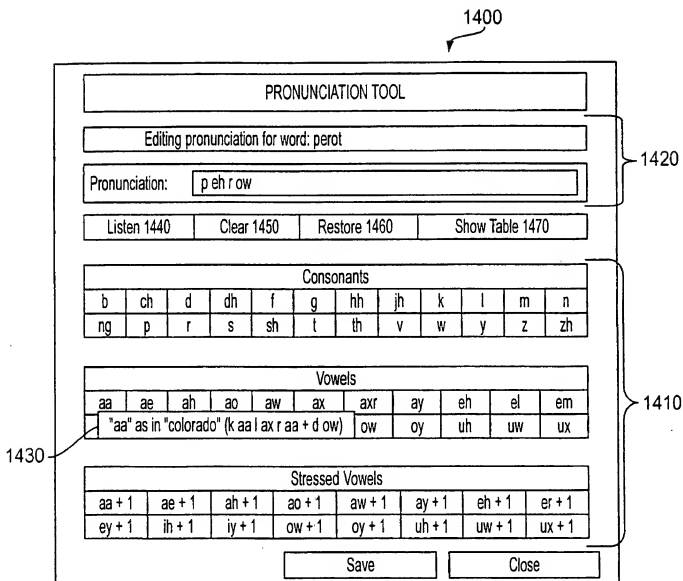 1400
PRONUNCIATION TOOL
Editing pronunciation for word: perot
1420
Pronunciation: p eh r ow
Listen 1440 Clear 1450 Restore 1460 Show Table 1470
Consonants
b ch d dh f g hh jh k l m n
ng p r s sh t th v w y z zh
Vowels
aa ae ah ao aw ax axr ay eh el em
1410
"aa" as in "colorado" (k aa l ax r aa + d ow) ow oy uh uw ux
1430
Stressed Vowels
aa + 1 ae + 1 ah + 1 ao + 1 aw + 1 ay + 1 eh + 1 er + 1
ey + 1 ih + 1 iy + 1 ow + 1 oy + 1 uh + 1 uw + 1 ux + 1
Save Close